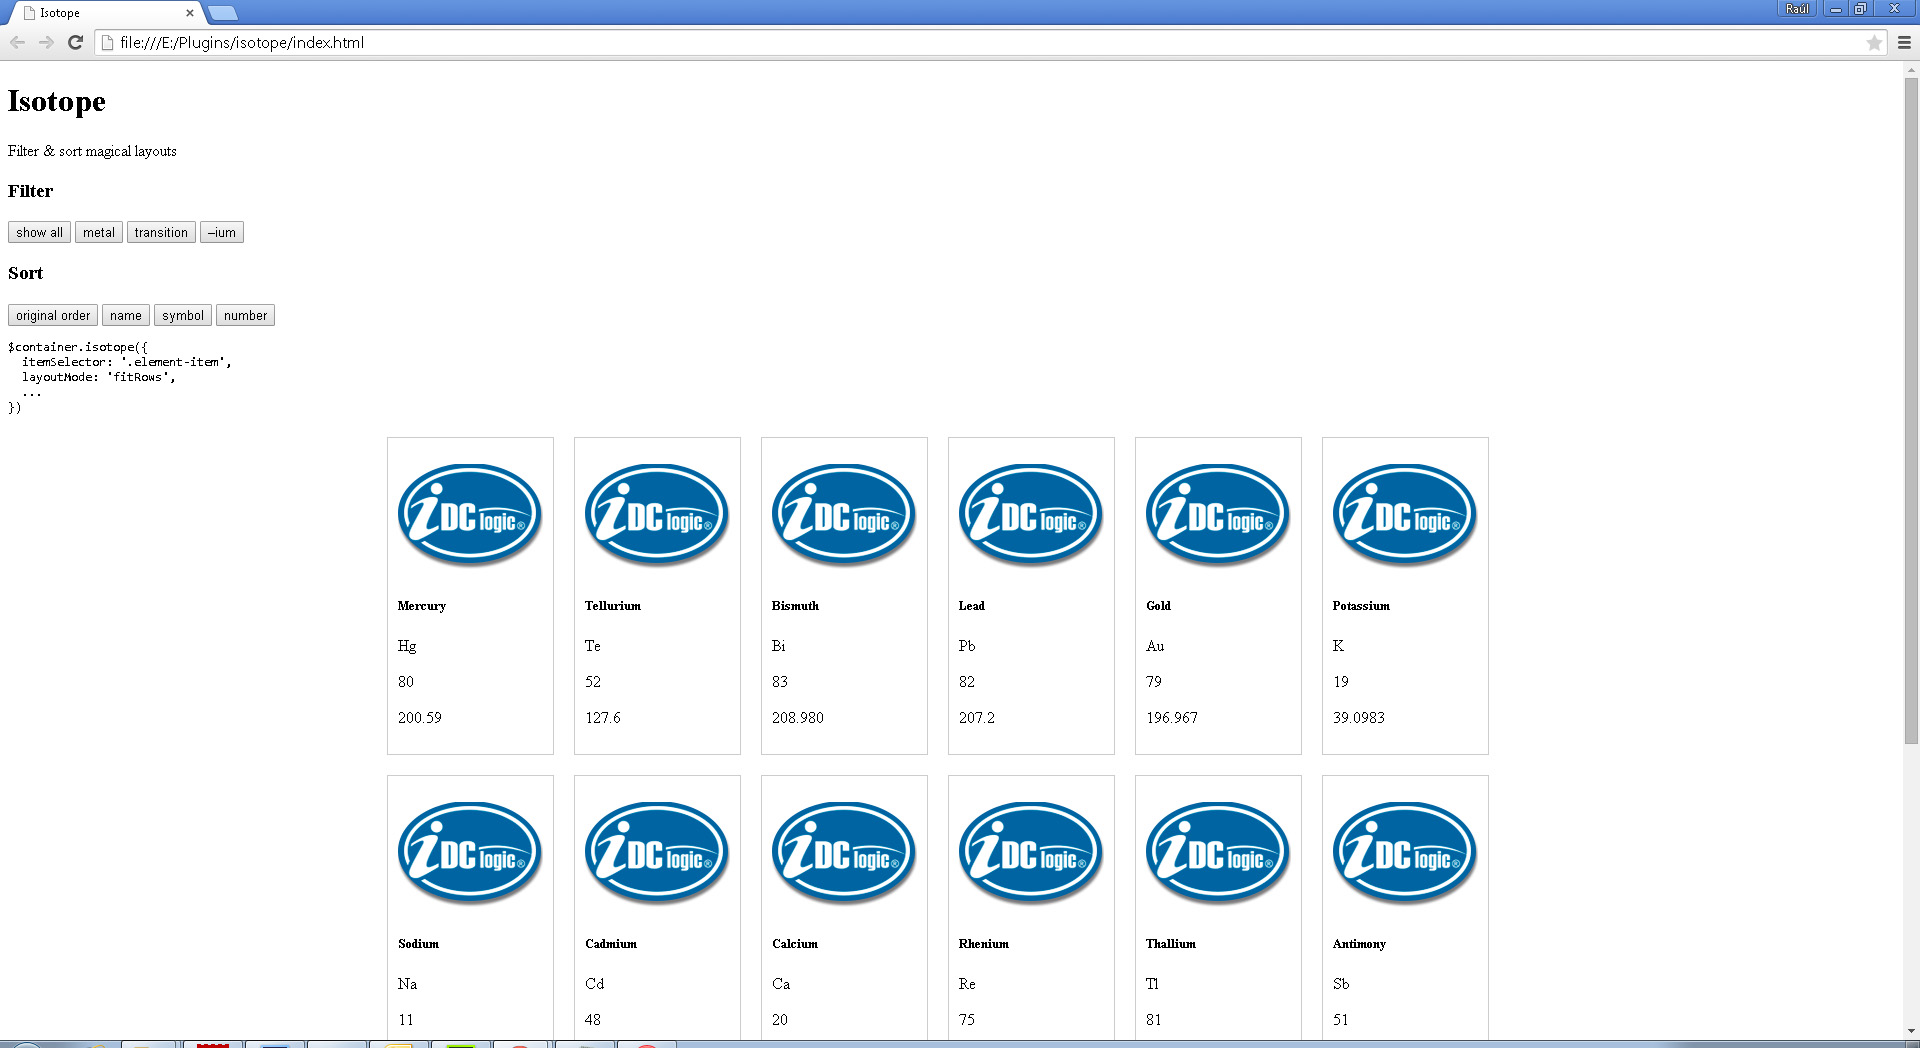 Isotope
Raúl
file:///E:/Plugins/isotope/index.html
Isotope
Filter & sort magical layouts
Filter
show all metal transition –ium
Sort
original order name symbol number
$container.isotope({
  itemSelector: '.element-item',
  layoutMode: 'fitRows',
  ...
})
iDC logic® iDC logic® iDC logic® iDC logic® iDC logic® iDC logic®
Mercury Tellurium Bismuth Lead Gold Potassium
Hg Te Bi Pb Au K
80 52 83 82 79 19
200.59 127.6 208.980 207.2 196.967 39.0983
iDC logic® iDC logic® iDC logic® iDC logic® iDC logic® iDC logic®
Sodium Cadmium Calcium Rhenium Thallium Antimony
Na Cd Ca Re Tl Sb
11 48 20 75 81 51